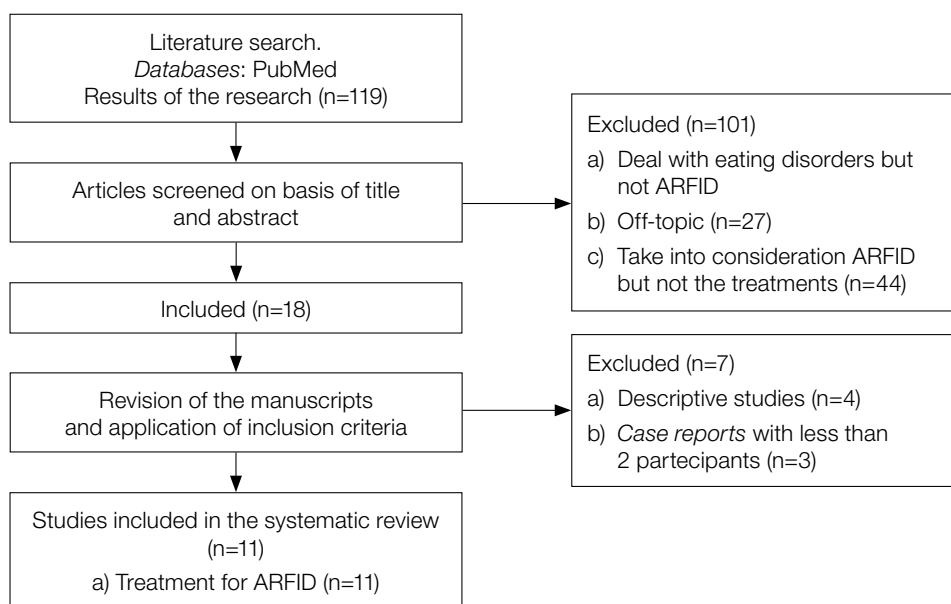 Literature search.
Databases: PubMed
Results of the research (n=119)
Articles screened on basis of title
and abstract
Included (n=18)
Revision of the manuscripts
and application of inclusion criteria
Studies included in the systematic review
(n=11)
a) Treatment for ARFID (n=11)
Excluded (n=101)
a) Deal with eating disorders but
not ARFID
b) Off-topic (n=27)
c) Take into consideration ARFID
but not the treatments (n=44)
Excluded (n=7)
a) Descriptive studies (n=4)
b) Case reports with less than
2 partecipants (n=3)